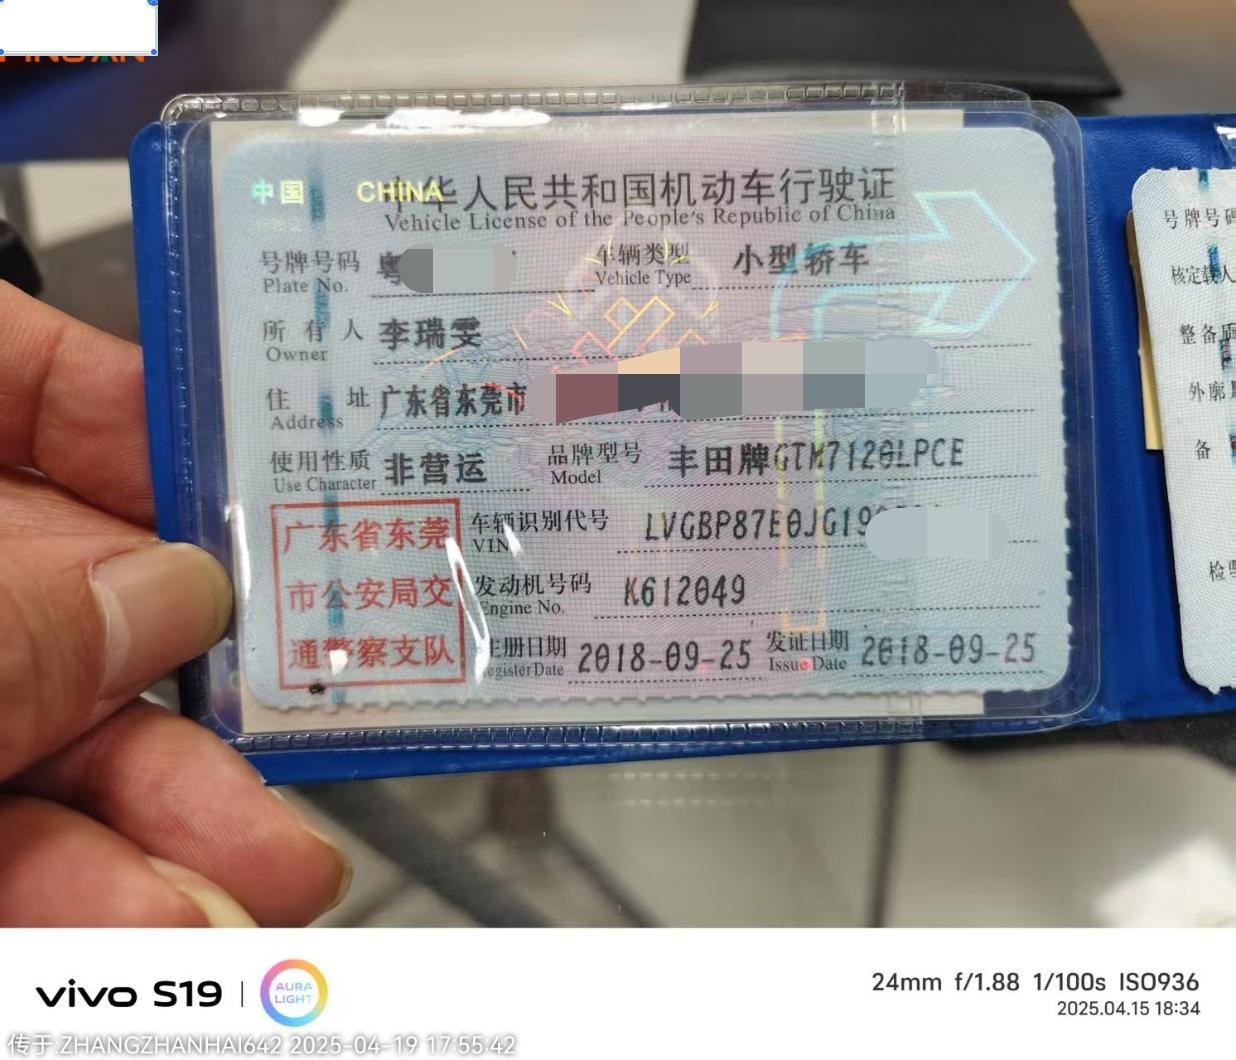 中国 CHINA
中华人民共和国机动车行驶证
Vehicle License of the People's Republic of China
号牌号码 粤 车辆类型 小型轿车
Plate No. Vehicle Type
所有人 李瑞雯
Owner
住址 广东省东莞市
Address
使用性质 非营运 品牌型号 丰田牌GTM7120LPCE
Use Character Model
广东省东莞
市公安局交
通警察支队
车辆识别代号 LVGBP87E0JG19
VIN
发动机号码 K612049
Engine No.
注册日期 2018-09-25 发证日期 2018-09-25
Register Date Issue Date
号牌号码
核定载人
整备质
外廓
备
检验
vivo S19 | AURA LIGHT
24mm f/1.88 1/100s ISO936
2025.04.15 18:34
传于 ZHANGZHANHAI642 2025-04-19 17:55:42